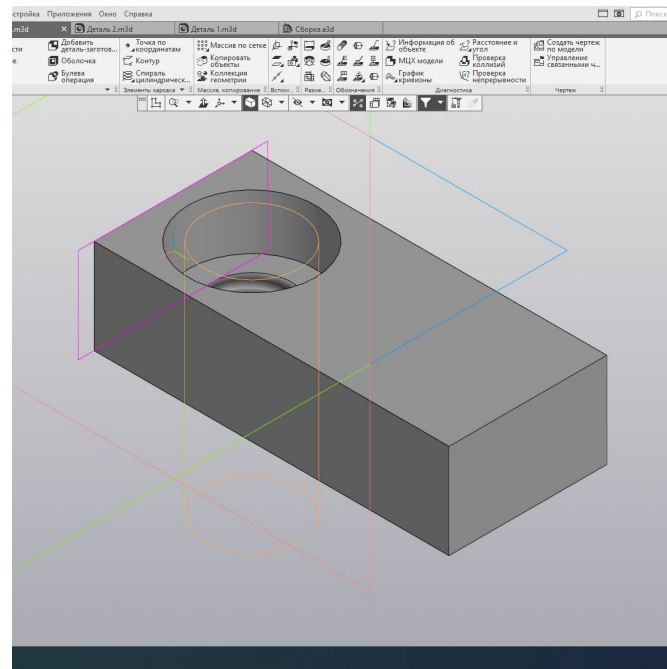 стройка Приложения Окно Справка
Поиск
.m3d × Деталь 2.m3d Деталь 1.m3d Сборка.a3d
Добавить деталь-заготов...
Оболочка
Булева операция
Точка по координатам
Контур
Спираль цилиндрическ...
Массив по сетке
Копировать объекты
Коллекция геометрии
Информация об объекте
МЦХ модели
График кривизны
Расстояние и угол
Проверка коллизий
Проверка непрерывности
Создать чертеж по модели
Управление связанными ч...
Элементы каркаса
Массив, копирование
Вспом...
Разме...
Обозначения
Диагностика
Чертеж